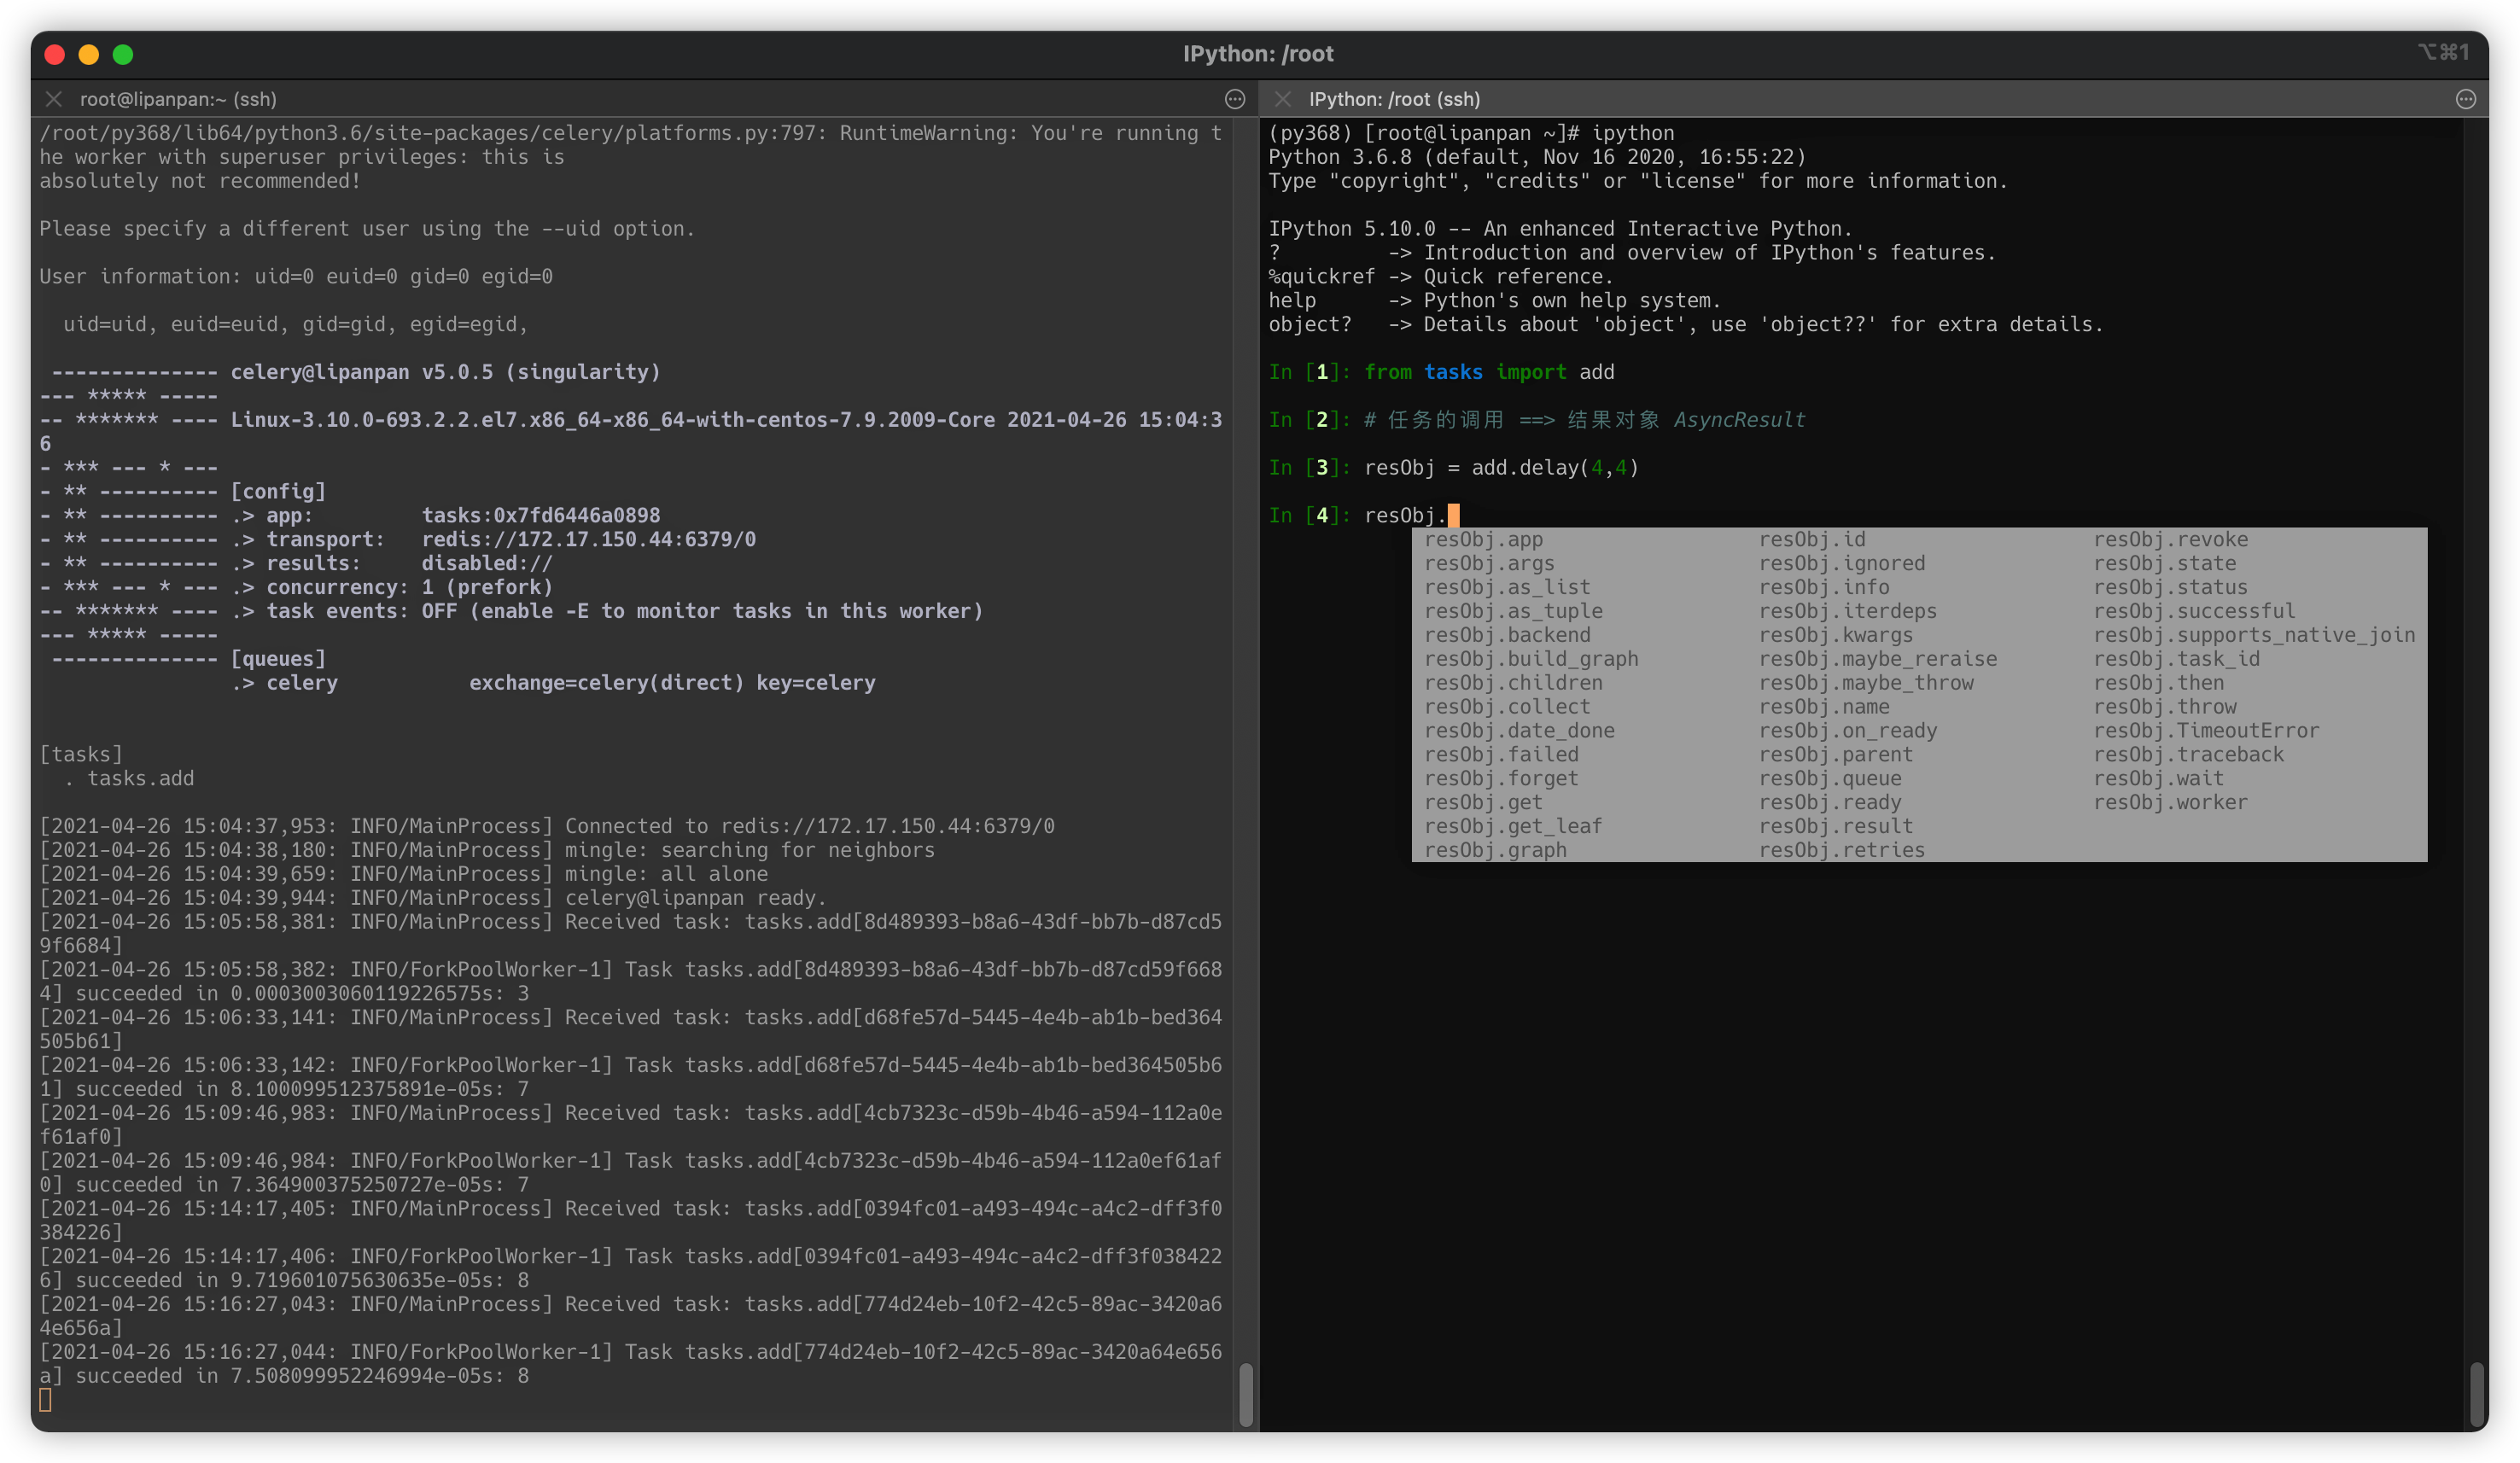 IPython: /root
⌥⌘1
root@lipanpan:~ (ssh)
/root/py368/lib64/python3.6/site-packages/celery/platforms.py:797: RuntimeWarning: You're running t
he worker with superuser privileges: this is
absolutely not recommended!
Please specify a different user using the --uid option.
User information: uid=0 euid=0 gid=0 egid=0
uid=uid, euid=euid, gid=gid, egid=egid,
-------------- celery@lipanpan v5.0.5 (singularity)
--- ***** -----
-- ******* ---- Linux-3.10.0-693.2.2.el7.x86_64-x86_64-with-centos-7.9.2009-Core 2021-04-26 15:04:3
6
- *** --- * ---
- ** ---------- [config]
- ** ---------- .> app:         tasks:0x7fd6446a0898
- ** ---------- .> transport:   redis://172.17.150.44:6379/0
- ** ---------- .> results:     disabled://
- *** --- * --- .> concurrency: 1 (prefork)
-- ******* ---- .> task events: OFF (enable -E to monitor tasks in this worker)
--- ***** -----
-------------- [queues]
.> celery           exchange=celery(direct) key=celery
[tasks]
. tasks.add
[2021-04-26 15:04:37,953: INFO/MainProcess] Connected to redis://172.17.150.44:6379/0
[2021-04-26 15:04:38,180: INFO/MainProcess] mingle: searching for neighbors
[2021-04-26 15:04:39,659: INFO/MainProcess] mingle: all alone
[2021-04-26 15:04:39,944: INFO/MainProcess] celery@lipanpan ready.
[2021-04-26 15:05:58,381: INFO/MainProcess] Received task: tasks.add[8d489393-b8a6-43df-bb7b-d87cd5
9f6684]
[2021-04-26 15:05:58,382: INFO/ForkPoolWorker-1] Task tasks.add[8d489393-b8a6-43df-bb7b-d87cd59f668
4] succeeded in 0.0003003060119226575s: 3
[2021-04-26 15:06:33,141: INFO/MainProcess] Received task: tasks.add[d68fe57d-5445-4e4b-ab1b-bed364
505b61]
[2021-04-26 15:06:33,142: INFO/ForkPoolWorker-1] Task tasks.add[d68fe57d-5445-4e4b-ab1b-bed364505b6
1] succeeded in 8.100099512375891e-05s: 7
[2021-04-26 15:09:46,983: INFO/MainProcess] Received task: tasks.add[4cb7323c-d59b-4b46-a594-112a0e
f61af0]
[2021-04-26 15:09:46,984: INFO/ForkPoolWorker-1] Task tasks.add[4cb7323c-d59b-4b46-a594-112a0ef61af
0] succeeded in 7.364900375250727e-05s: 7
[2021-04-26 15:14:17,405: INFO/MainProcess] Received task: tasks.add[0394fc01-a493-494c-a4c2-dff3f0
384226]
[2021-04-26 15:14:17,406: INFO/ForkPoolWorker-1] Task tasks.add[0394fc01-a493-494c-a4c2-dff3f038422
6] succeeded in 9.719601075630635e-05s: 8
[2021-04-26 15:16:27,043: INFO/MainProcess] Received task: tasks.add[774d24eb-10f2-42c5-89ac-3420a6
4e656a]
[2021-04-26 15:16:27,044: INFO/ForkPoolWorker-1] Task tasks.add[774d24eb-10f2-42c5-89ac-3420a64e656
a] succeeded in 7.508099952246994e-05s: 8
IPython: /root (ssh)
(py368) [root@lipanpan ~]# ipython
Python 3.6.8 (default, Nov 16 2020, 16:55:22)
Type "copyright", "credits" or "license" for more information.
IPython 5.10.0 -- An enhanced Interactive Python.
?         -> Introduction and overview of IPython's features.
%quickref -> Quick reference.
help      -> Python's own help system.
object?   -> Details about 'object', use 'object??' for extra details.
In [1]: from tasks import add
In [2]: # 任务的调用 ==> 结果对象 AsyncResult
In [3]: resObj = add.delay(4,4)
In [4]: resObj.
resObj.app resObj.id resObj.revoke
resObj.args resObj.ignored resObj.state
resObj.as_list resObj.info resObj.status
resObj.as_tuple resObj.iterdeps resObj.successful
resObj.backend resObj.kwargs resObj.supports_native_join
resObj.build_graph resObj.maybe_reraise resObj.task_id
resObj.children resObj.maybe_throw resObj.then
resObj.collect resObj.name resObj.throw
resObj.date_done resObj.on_ready resObj.TimeoutError
resObj.failed resObj.parent resObj.traceback
resObj.forget resObj.queue resObj.wait
resObj.get resObj.ready resObj.worker
resObj.get_leaf resObj.result
resObj.graph resObj.retries